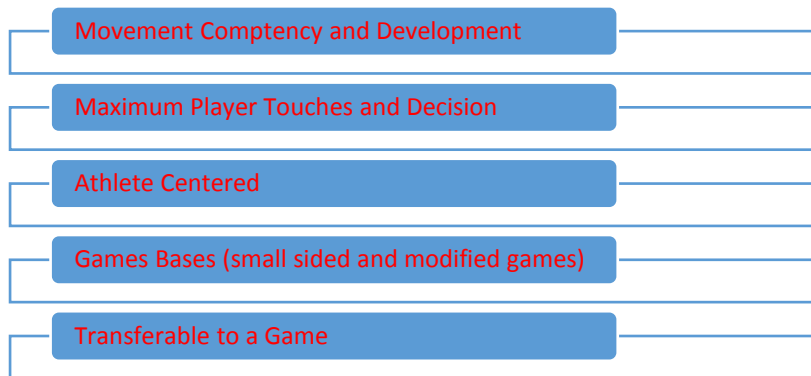 Movement Comptency and Development
Maximum Player Touches and Decision
Athlete Centered
Games Bases (small sided and modified games)
Transferable to a Game